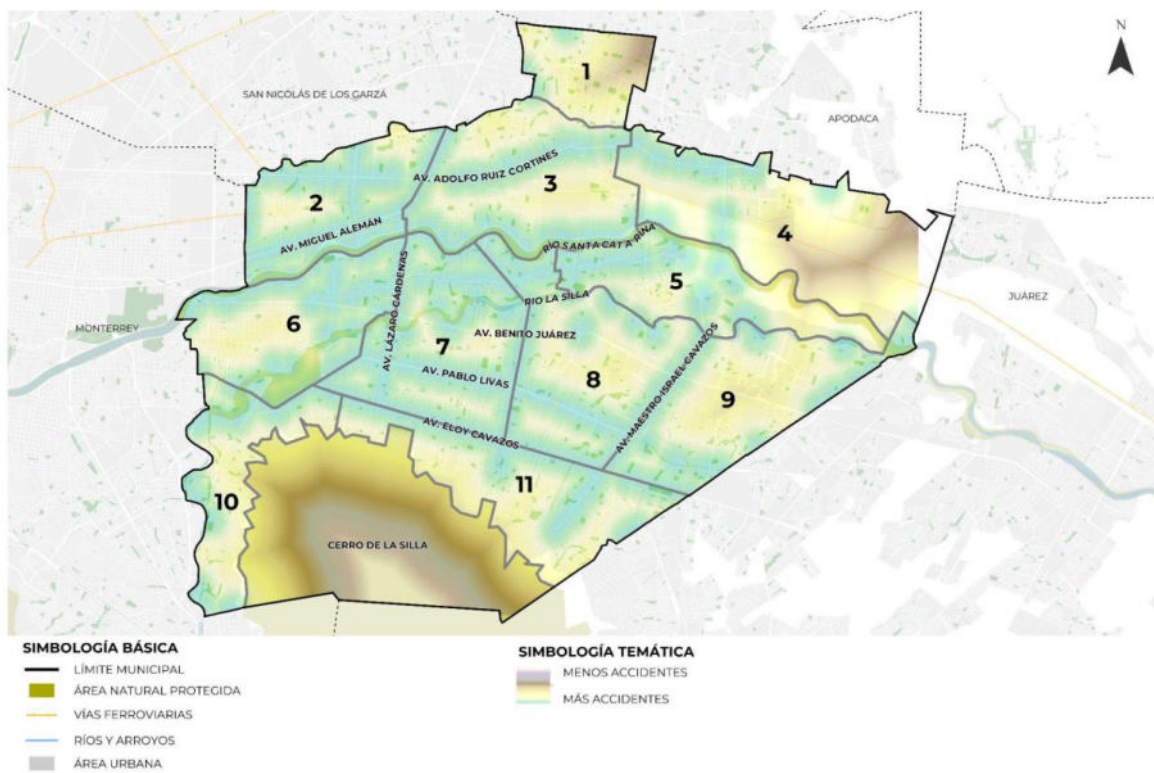 N
1
SAN NICOLÁS DE LOS GARZA
APODACA
AV. ADOLFO RUIZ CORTINES
2
3
AV. MIGUEL ALEMÁN
4
RÍO SANTA CATARINA
5
JUÁREZ
RIO LA SILLA
MONTERREY
6
AV. LÁZARO CÁRDENAS
AV. BENITO JUÁREZ
7
AV. PABLO LIVAS
8
AV. MAESTRO ISRAEL CAVAZOS
9
AV. ELOY CAVAZOS
10
11
CERRO DE LA SILLA
SIMBOLOGÍA BÁSICA
LÍMITE MUNICIPAL
ÁREA NATURAL PROTEGIDA
VÍAS FERROVIARIAS
RÍOS Y ARROYOS
ÁREA URBANA
SIMBOLOGÍA TEMÁTICA
MENOS ACCIDENTES
MÁS ACCIDENTES